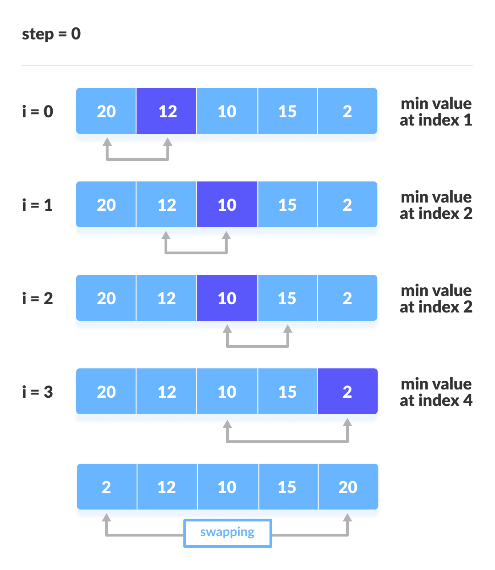 step = 0
i = 0 20 12 10 15 2 min value
at index 1
i = 1 20 12 10 15 2 min value
at index 2
i = 2 20 12 10 15 2 min value
at index 2
i = 3 20 12 10 15 2 min value
at index 4
2 12 10 15 20
swapping